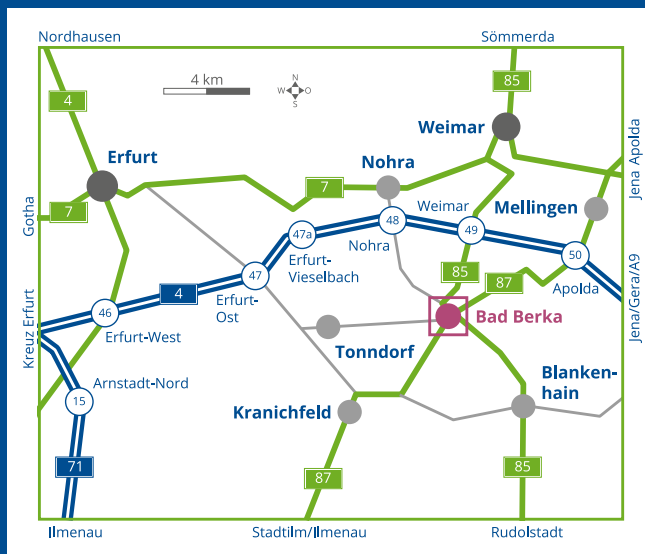 Nordhausen
Sömmerda
4 km
N
W O
S
85
4
Weimar
Erfurt
Nohra
7
Jena Apolda
Gotha
7
Weimar
Mellingen
47a
48
49
Nohra
Erfurt-
Vieselbach
50
47
85
87
4
Apolda
Erfurt-
Ost
Jena/Gera/A9
Kreuz Erfurt
46
Erfurt-West
Bad Berka
Tonndorf
Arnstadt-Nord
15
Blanken-
hain
Kranichfeld
71
87
85
Ilmenau
Stadtilm/Ilmenau
Rudolstadt